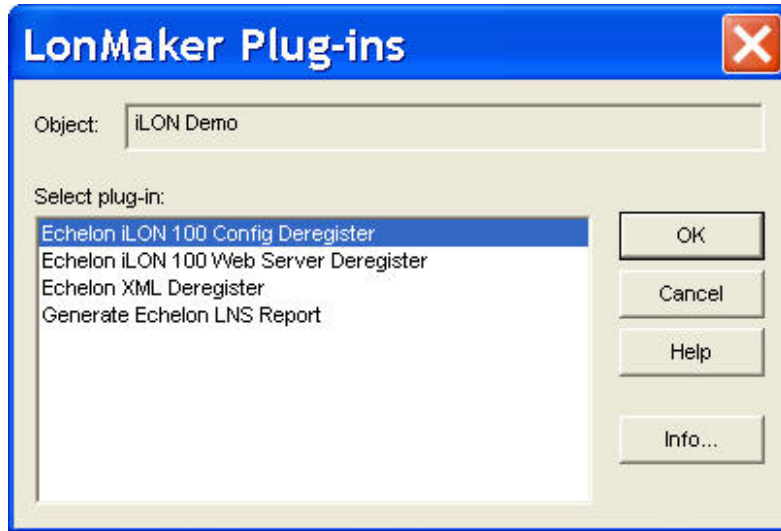 LonMaker Plug-ins
Object: iLON Demo
Select plug-in:
Echelon iLON 100 Config Deregister
Echelon iLON 100 Web Server Deregister
Echelon XML Deregister
Generate Echelon LNS Report
OK
Cancel
Help
Info...